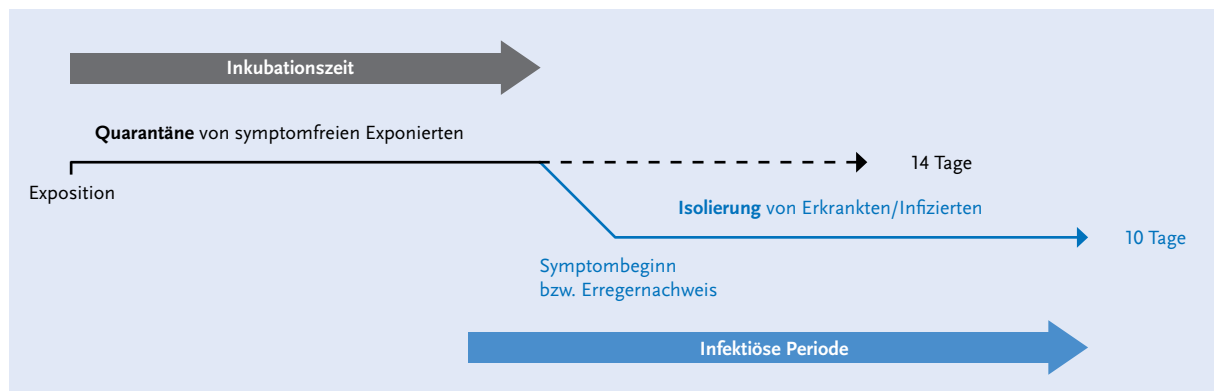 Inkubationszeit
Quarantäne von symptomfreien Exponierten
14 Tage
Exposition
Isolierung von Erkrankten/Infizierten
10 Tage
Symptombeginn
bzw. Erregernachweis
Infektiöse Periode